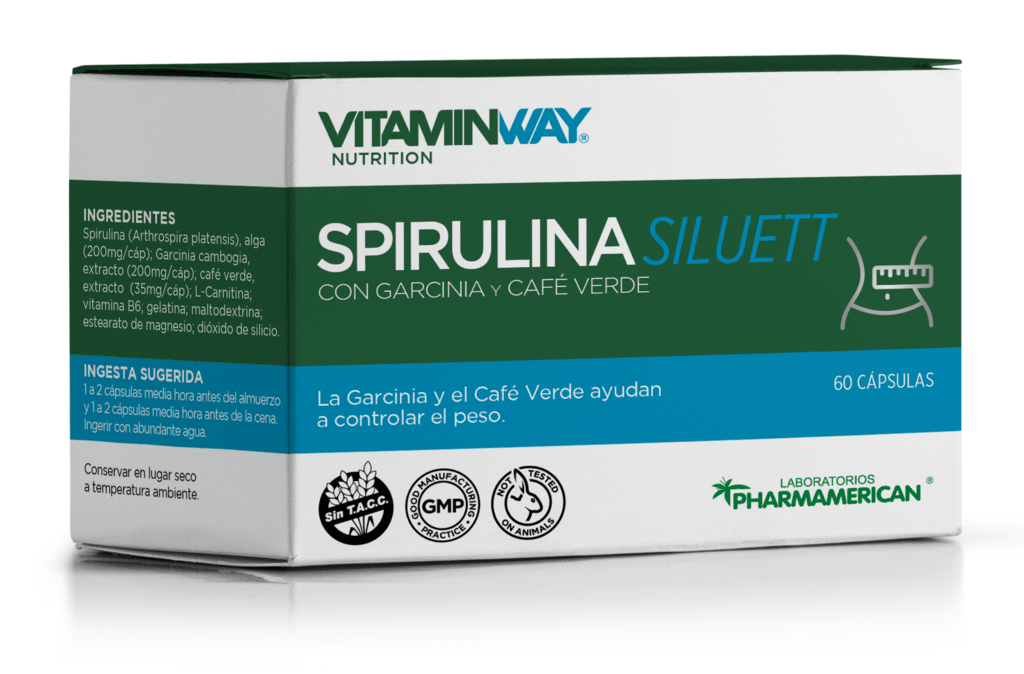 VITAMINWAY®
NUTRITION
SPIRULINA SILUETT
CON GARCINIA Y CAFÉ VERDE
La Garcinia y el Café Verde ayudan
a controlar el peso.
60 CÁPSULAS
Sin T.A.C.C.
GOOD MANUFACTURING
GMP
• PRACTICE •
NOT TESTED
ON ANIMALS
LABORATORIOS
PHARMAMERICAN®
INGREDIENTES
Spirulina (Arthrospira platensis), alga
(200mg/cáp); Garcinia cambogia,
extracto (200mg/cáp); café verde,
extracto (35mg/cáp); L-Carnitina;
vitamina B6; gelatina; maltodextrina;
estearato de magnesio; dióxido de silicio.
INGESTA SUGERIDA
1 a 2 cápsulas media hora antes del almuerzo
y 1 a 2 cápsulas media hora antes de la cena.
Ingerir con abundante agua.
Conservar en lugar seco
a temperatura ambiente.